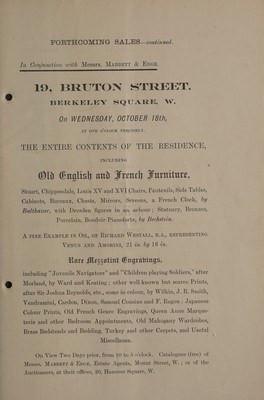 FORTHCOMING SALES—continued.
In Conjunction with Messrs. MABBETT & EDGE.
19, BRUTON STREET,
BERKELEY SQUARE, W.
On WEDNESDAY, OCTOBER 18th,
AT ONE O'CLOCK PRECISELY.
THE ENTIRE CONTENTS OF THE RESIDENCE,
INCLUDING
Old English and French Furniture,
Stuart, Chippendale, Louis XV and XVI Chairs, Fauteuils, Side Tables,
Cabinets, Bureaux, Chests, Mirrors, Screens, a French Clock, by
Balthazar, with Dresden figures in an arbour; Statuary, Bronzes,
Porcelain, Boudoir Pianoforte, by Bechstein.
A FINE EXAMPLE IN OIL, OF RICHARD WESTALL, R.A., REPRESENTING
VENUS AND AMORINI, 21 in. by 16 in.
Rare Mezzotint Engravings,
including "Juvenile Navigators" and "Children playing Soldiers," after
Morland, by Ward and Keating; other well-known but scarce Prints,
after Sir Joshua Reynolds, etc., some in colour, by Wilkin, J. R. Smith,
Vendramini, Cardon, Dixon, Samuel Cousins and F. Bogoe; Japanese
Colour Prints, Old French Genre Engravings, Queen Anne Marque-
terie and other Bedroom Appointments, Old Mahogany Wardrobes,
Brass Bedsteads and Bedding, Turkey and other Carpets, and Useful
Miscellanea.
On View Two Days prior, from 10 to 5 o'clock. Catalogues (free) of
Messrs. MABBETT & EDGE, Estate Agents, Mount Street, W.; or of the
Auctioneers, at their offices, 20, Hanover Square, W.